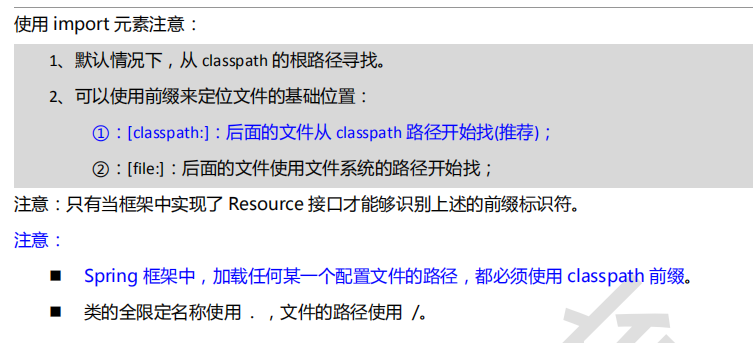 使用 import 元素注意：
1、默认情况下，从 classpath 的根路径寻找。
2、可以使用前缀来定位文件的基础位置：
①：[classpath:]：后面的文件从 classpath 路径开始找(推荐)；
②：[file:]：后面的文件使用文件系统的路径开始找；
注意：只有当框架中实现了 Resource 接口才能够识别上述的前缀标识符。
注意：
■ Spring 框架中，加载任何某一个配置文件的路径，都必须使用 classpath 前缀。
■ 类的全限定名称使用 . ，文件的路径使用 /。